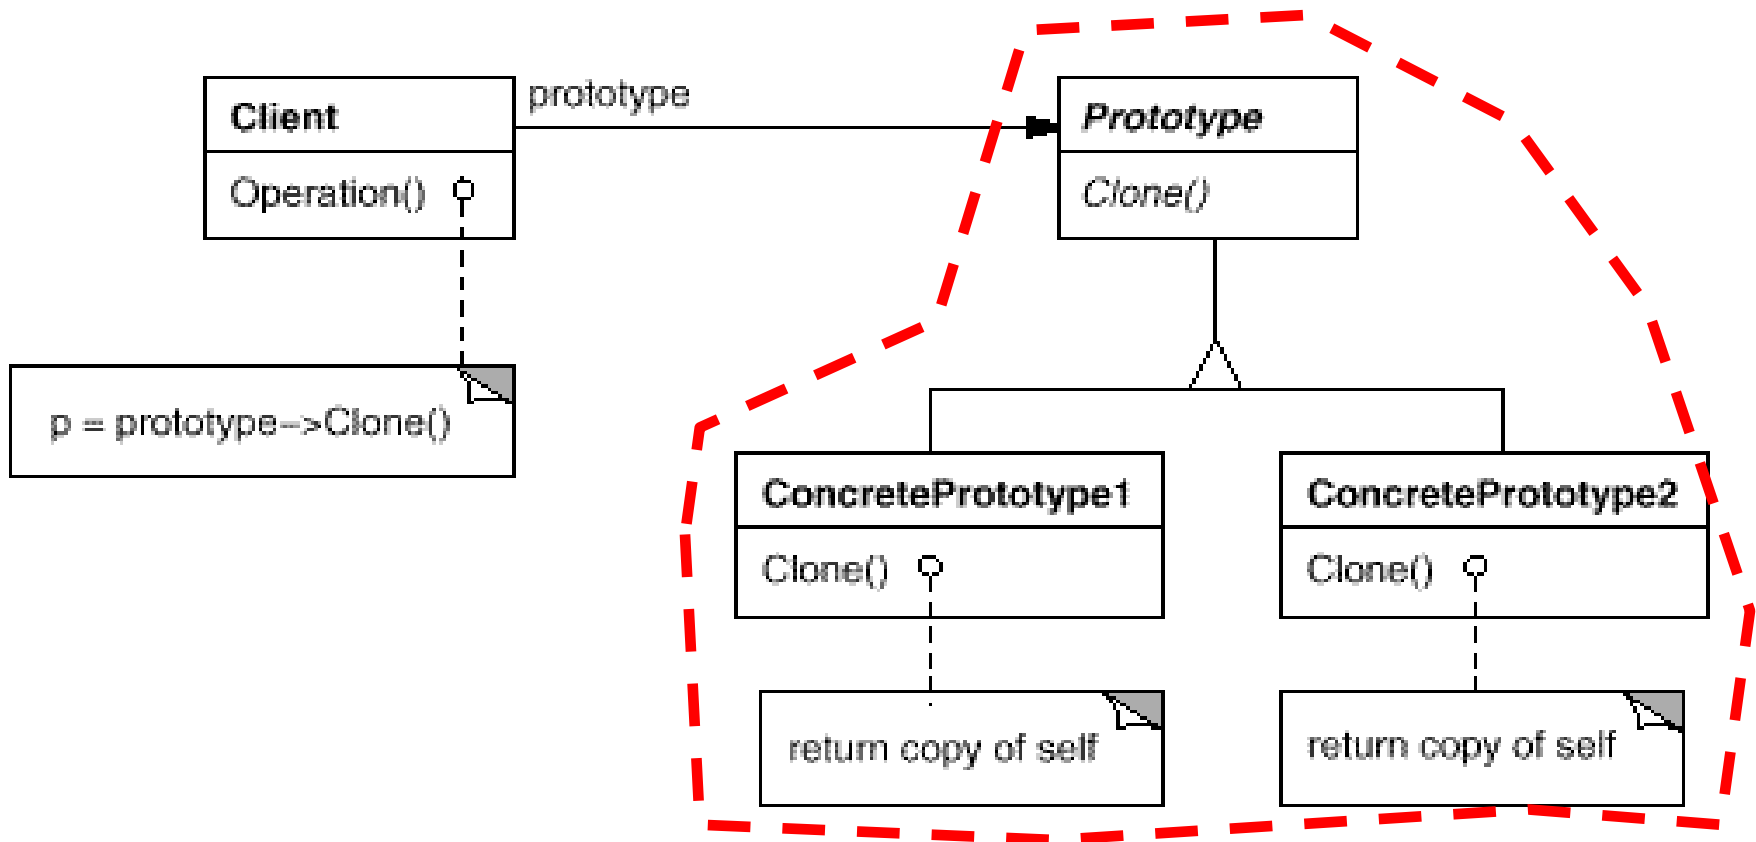 prototype
Client
Prototype
Operation()
Clone()
p = prototype–>Clone()
ConcretePrototype1
ConcretePrototype2
Clone()
Clone()
return copy of self
return copy of self